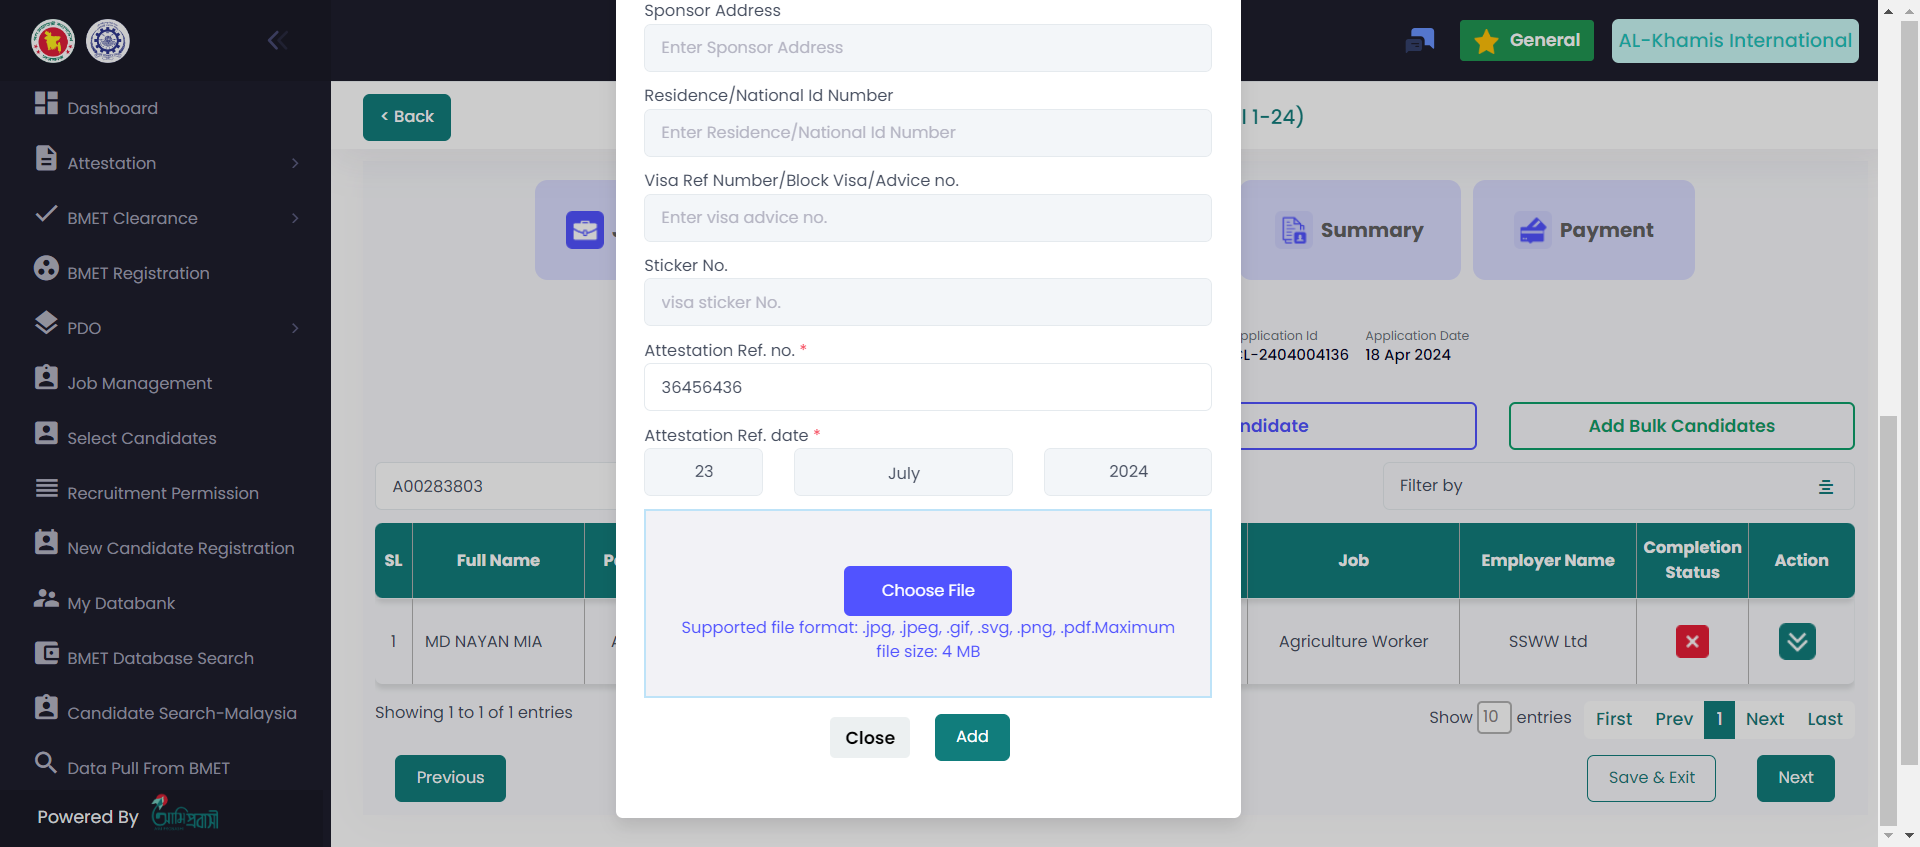 General
AL-Khamis International
Dashboard
Attestation
BMET Clearance
BMET Registration
PDO
Job Management
Select Candidates
Recruitment Permission
New Candidate Registration
My Databank
BMET Database Search
Candidate Search-Malaysia
Data Pull From BMET
Powered By আমি প্রবাসী
< Back
l 1-24)
Summary
Payment
pplication Id
Application Date
CL-2404004136
18 Apr 2024
ndidate
Add Bulk Candidates
A00283803
Filter by
SL
Full Name
Job
Employer Name
Completion Status
Action
1
MD NAYAN MIA
Agriculture Worker
SSWW Ltd
Showing 1 to 1 of 1 entries
Show 10 entries
First
Prev
1
Next
Last
Previous
Save & Exit
Next
Sponsor Address
Enter Sponsor Address
Residence/National Id Number
Enter Residence/National Id Number
Visa Ref Number/Block Visa/Advice no.
Enter visa advice no.
Sticker No.
visa sticker No.
Attestation Ref. no. *
36456436
Attestation Ref. date *
23
July
2024
Choose File
Supported file format: .jpg, .jpeg, .gif, .svg, .png, .pdf.Maximum
file size: 4 MB
Close
Add